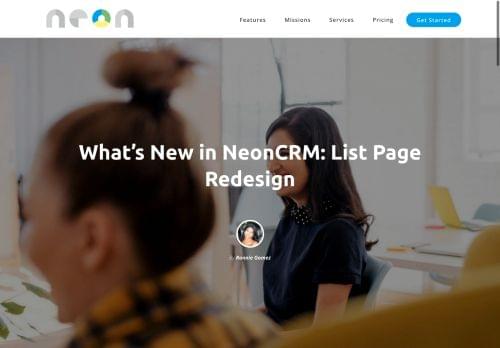 neon
Features Missions Services Pricing Get Started
What's New in NeonCRM: List Page
Redesign
by Ronnie Gomez